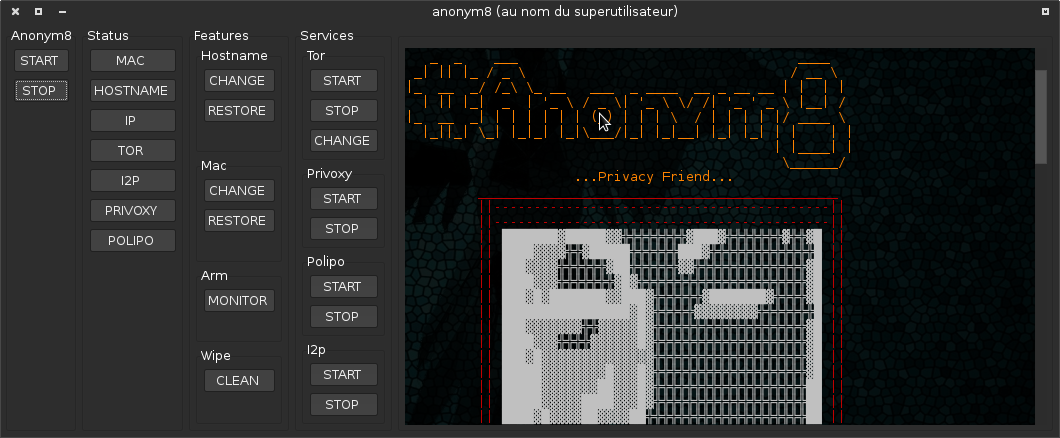 anonym8 (au nom du superutilisateur)
Anonym8
START
STOP
Status
MAC
HOSTNAME
IP
TOR
I2P
PRIVOXY
POLIPO
Features
Hostname
CHANGE
RESTORE
Mac
CHANGE
RESTORE
Arm
MONITOR
Wipe
CLEAN
Services
Tor
START
STOP
CHANGE
Privoxy
START
STOP
Polipo
START
STOP
I2p
START
STOP
#Anonym8
...Privacy Friend...